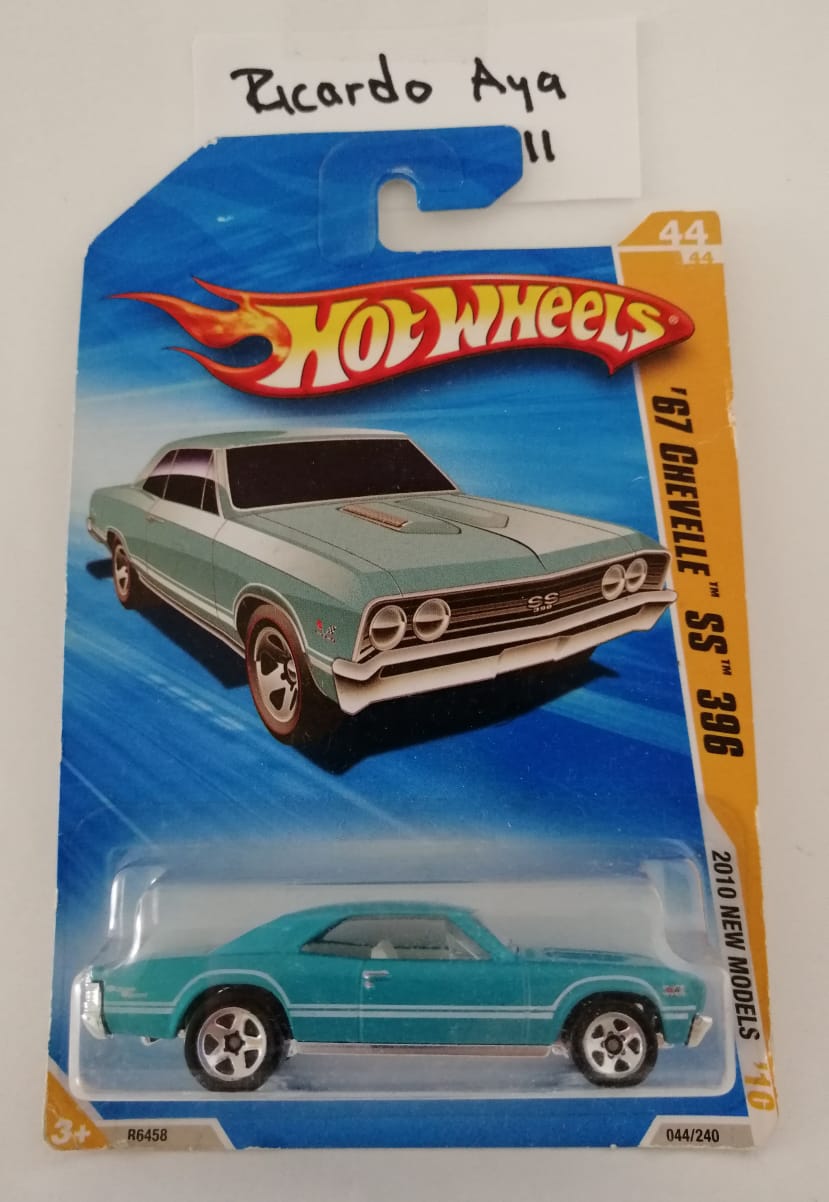 Ricardo Aya
11
44
44
HOT WHEELS®
'67 CHEVELLE™ SS™ 396
SS
396
2010 NEW MODELS '10
3+
R6458
044/240